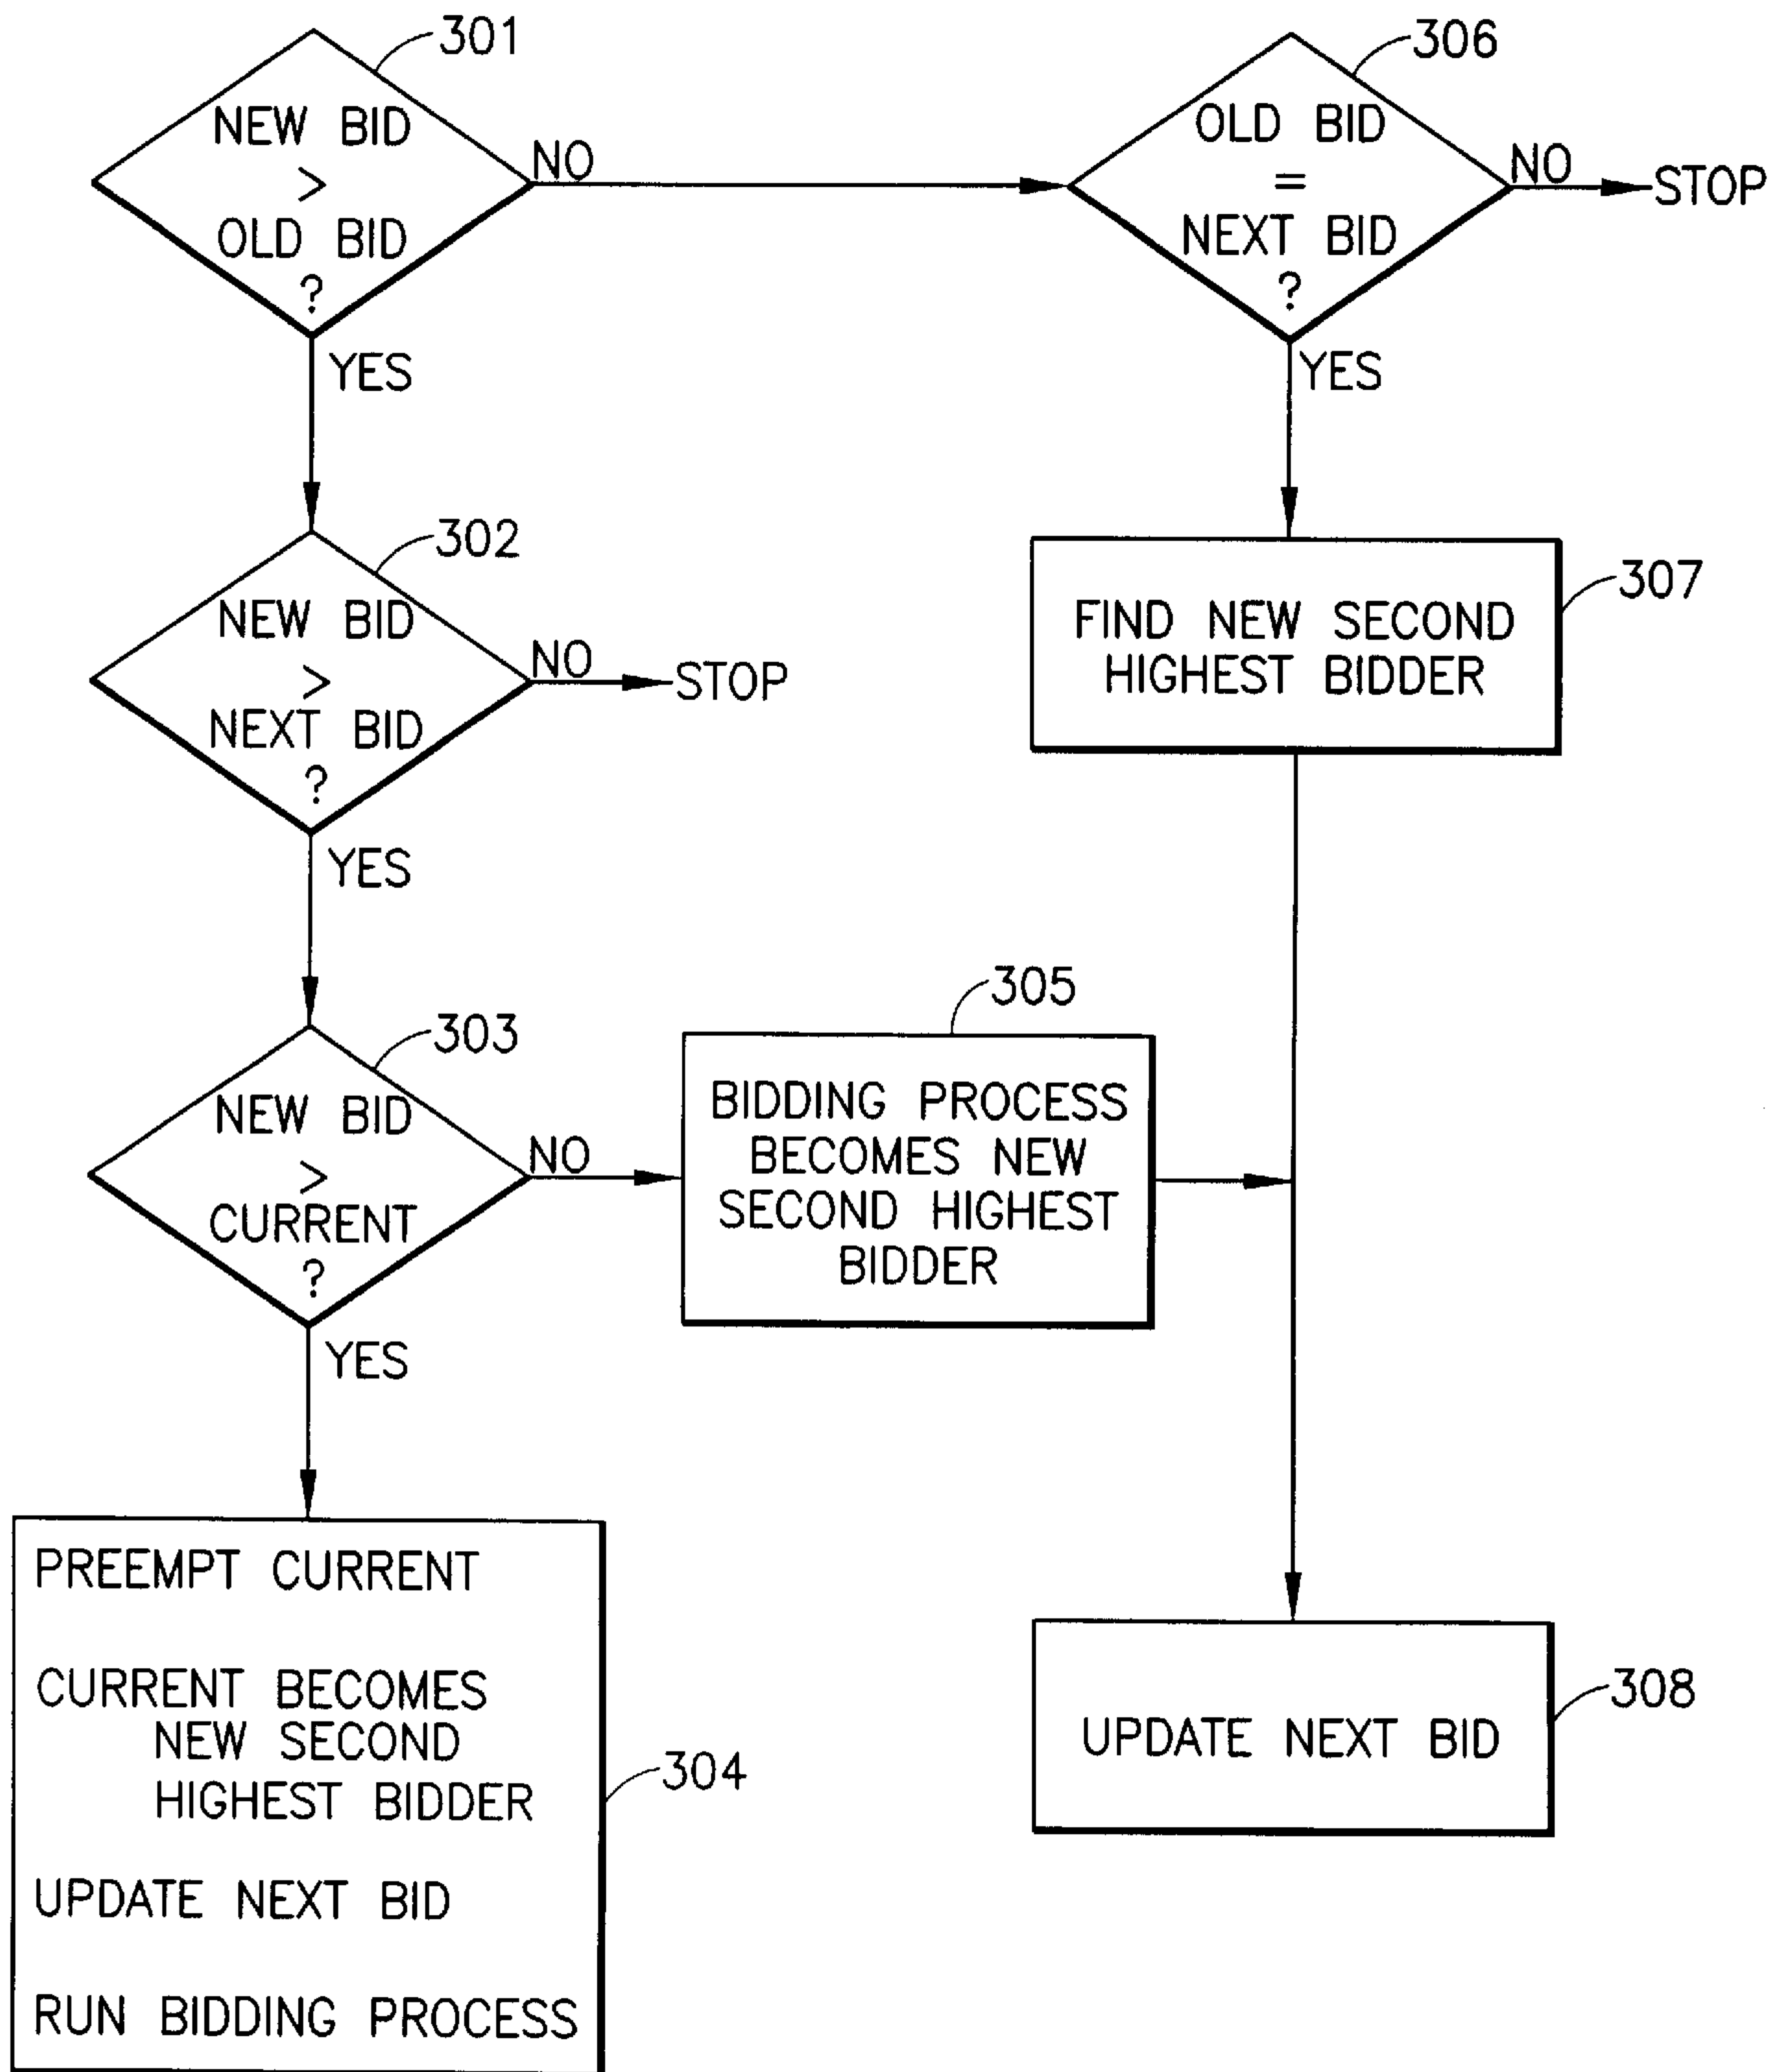 301
NEW BID
>
OLD BID
?
NO
YES
306
OLD BID
=
NEXT BID
?
NO
STOP
YES
302
NEW BID
>
NEXT BID
?
NO
STOP
YES
307
FIND NEW SECOND
HIGHEST BIDDER
303
NEW BID
>
CURRENT
?
NO
YES
305
BIDDING PROCESS
BECOMES NEW
SECOND HIGHEST
BIDDER
304
PREEMPT CURRENT
CURRENT BECOMES
NEW SECOND
HIGHEST BIDDER
UPDATE NEXT BID
RUN BIDDING PROCESS
308
UPDATE NEXT BID